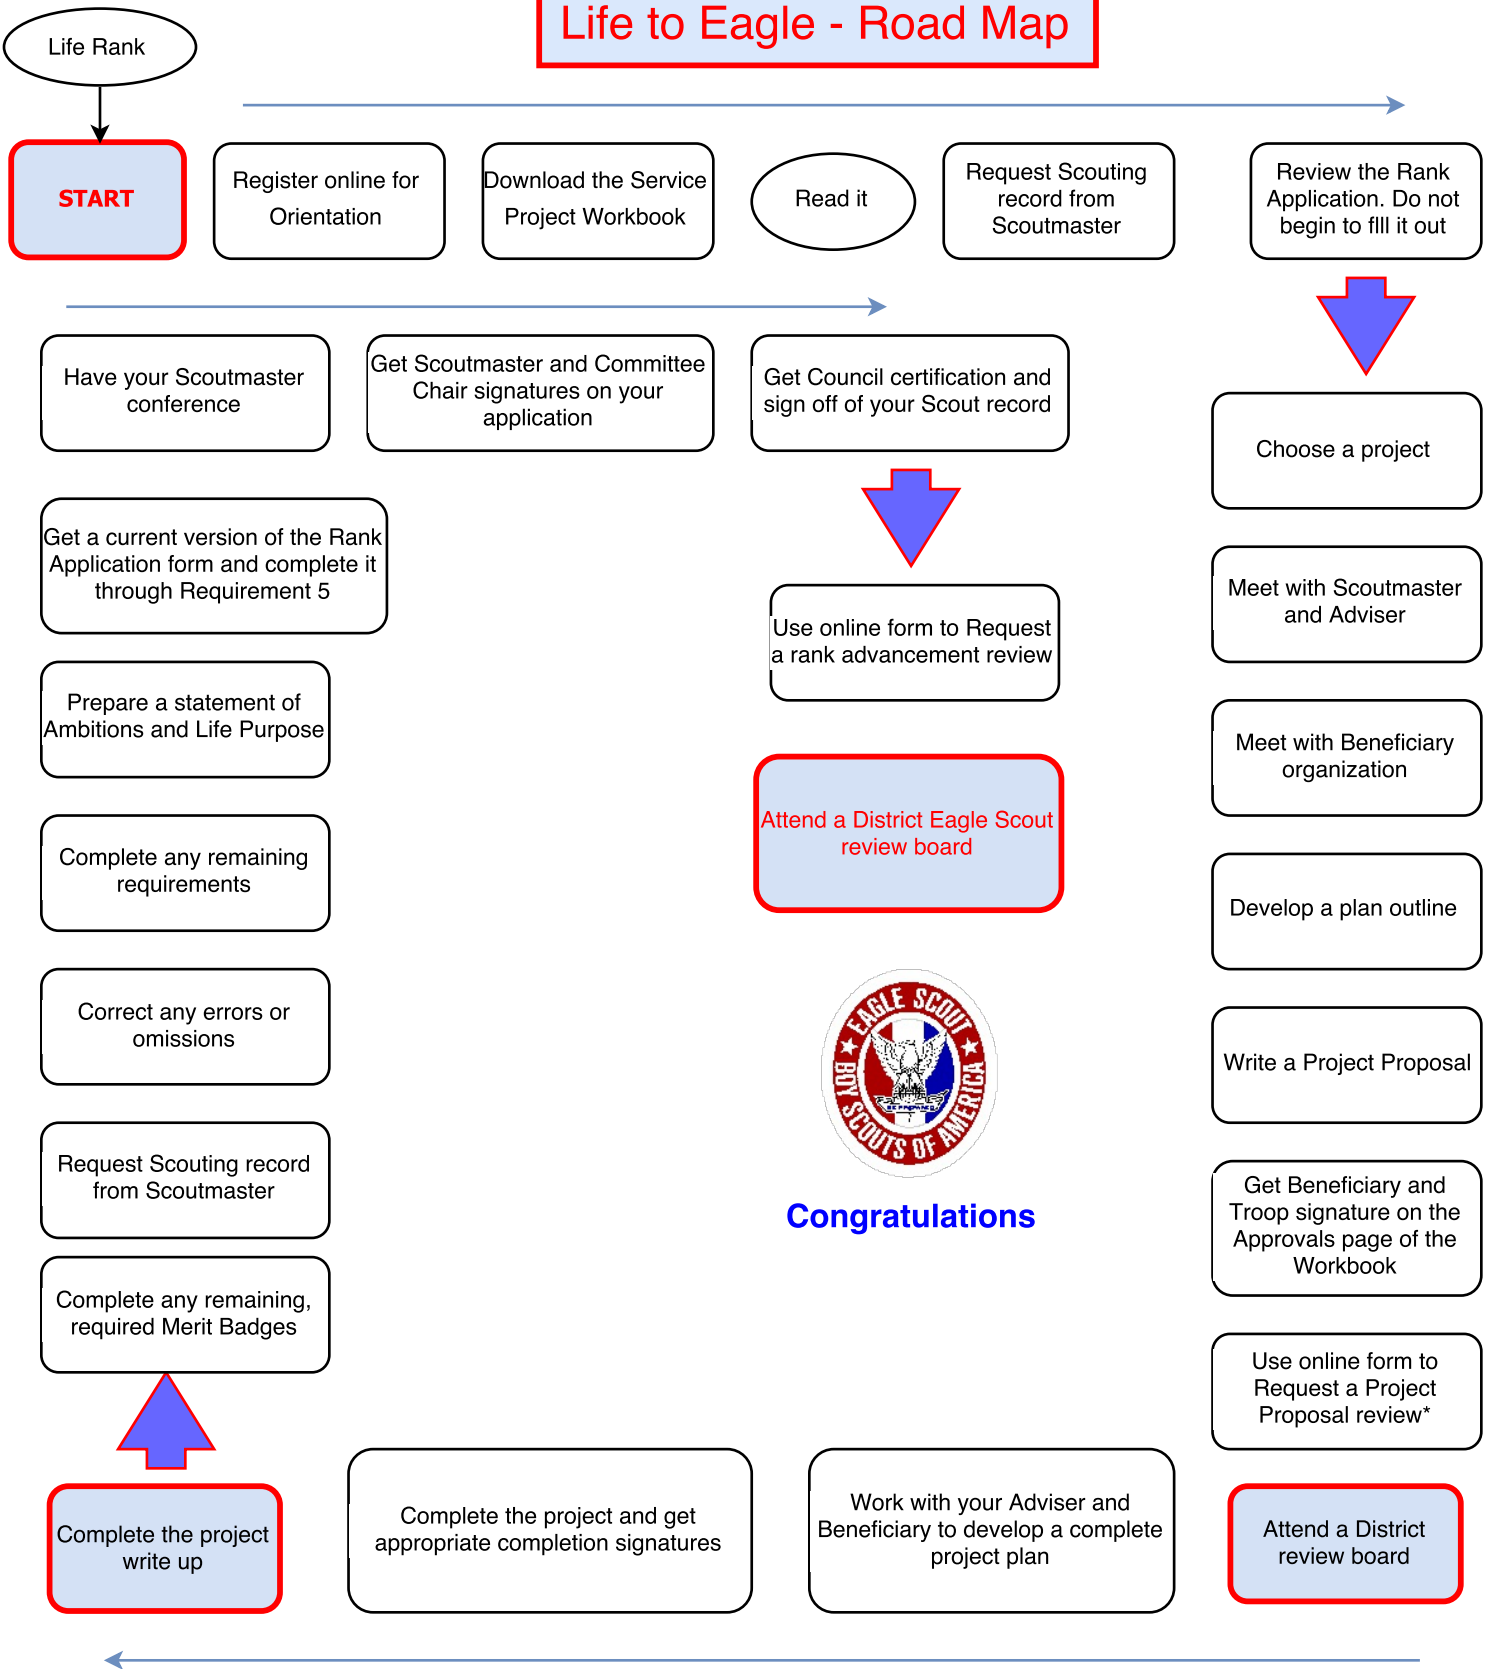 Life to Eagle - Road Map
Life Rank
START
Register online for
Orientation
Download the Service
Project Workbook
Read it
Request Scouting
record from
Scoutmaster
Review the Rank
Application. Do not
begin to flll it out
Choose a project
Meet with Scoutmaster
and Adviser
Meet with Beneficiary
organization
Develop a plan outline
Write a Project Proposal
Get Beneficiary and
Troop signature on the
Approvals page of the
Workbook
Use online form to
Request a Project
Proposal review*
Attend a District
review board
Work with your Adviser and
Beneficiary to develop a complete
project plan
Complete the project and get
appropriate completion signatures
Complete the project
write up
Complete any remaining,
required Merit Badges
Request Scouting record
from Scoutmaster
Correct any errors or
omissions
Complete any remaining
requirements
Prepare a statement of
Ambitions and Life Purpose
Get a current version of the Rank
Application form and complete it
through Requirement 5
Have your Scoutmaster
conference
Get Scoutmaster and Committee
Chair signatures on your
application
Get Council certification and
sign off of your Scout record
Use online form to Request
a rank advancement review
Attend a District Eagle Scout
review board
EAGLE SCOUT
BE PREPARED
BOY SCOUTS OF AMERICA
Congratulations